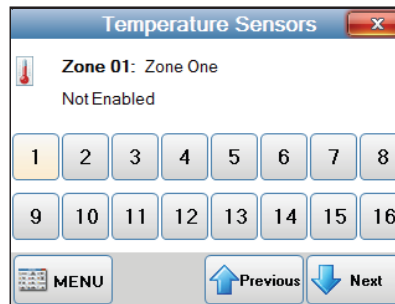 Temperature Sensors x
Zone 01: Zone One
Not Enabled
1 2 3 4 5 6 7 8
9 10 11 12 13 14 15 16
MENU Previous Next